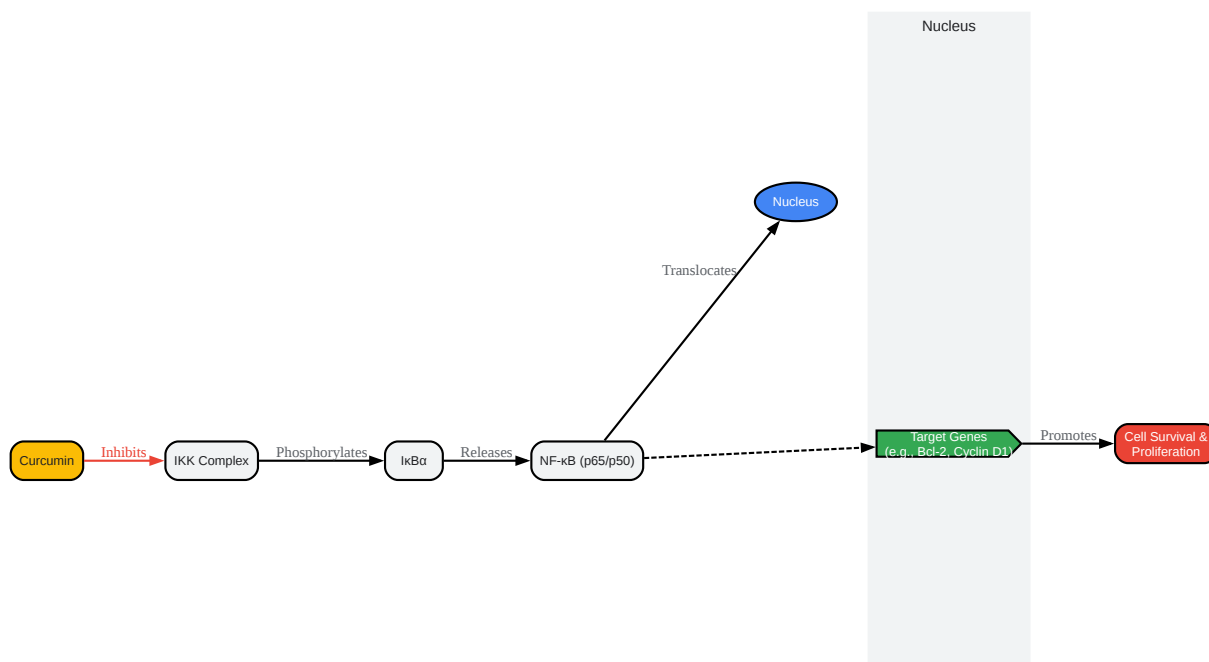 Nucleus
Nucleus
Translocates
Curcumin
Inhibits
IKK Complex
Phosphorylates
IκBα
Releases
NF-κB (p65/p50)
Target Genes
(e.g., Bcl-2, Cyclin D1)
Promotes
Cell Survival &
Proliferation